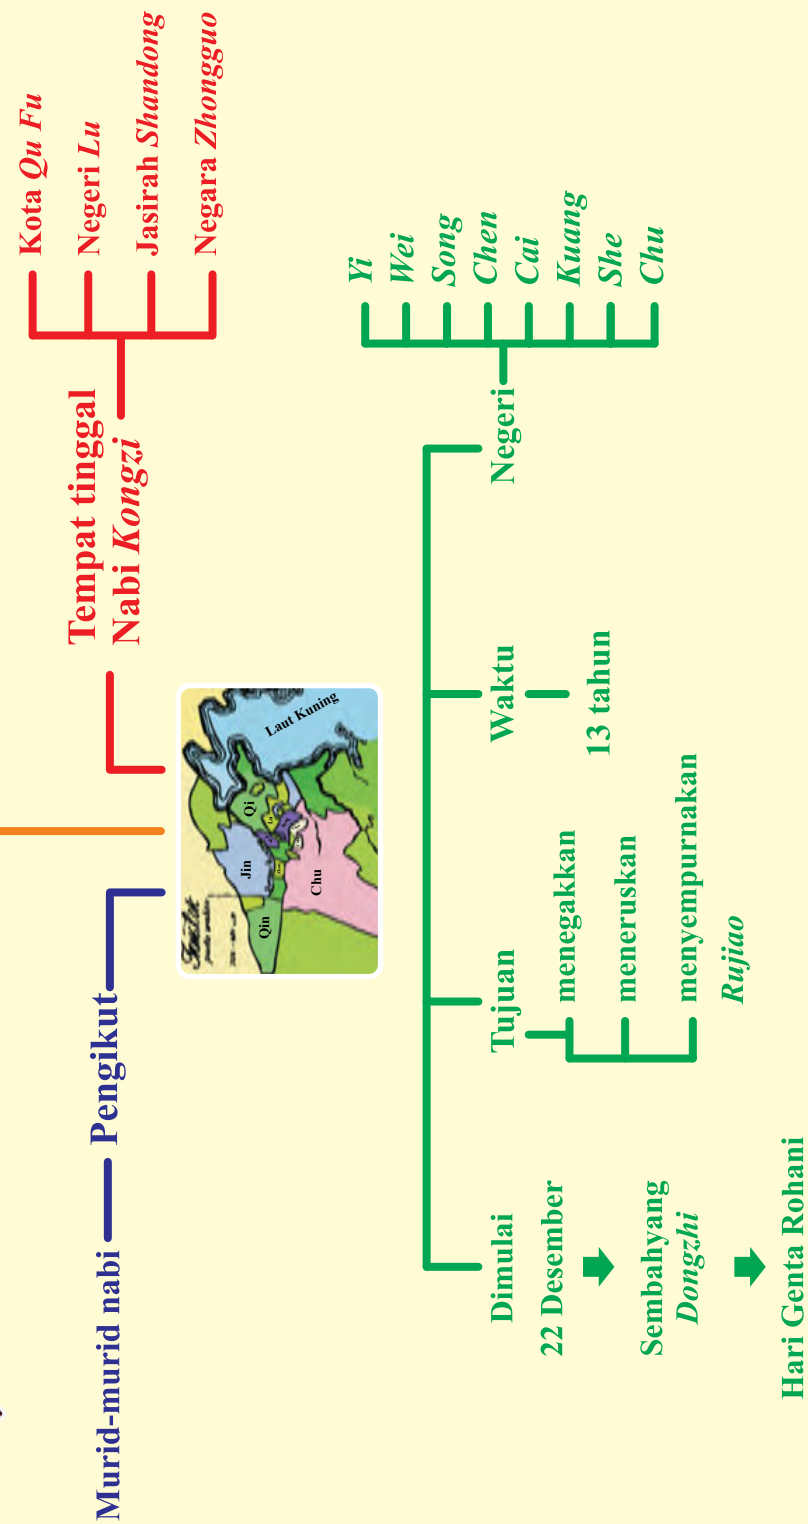 Murid-murid nabi
Pengikut
Tempat tinggal
Nabi Kongzi
Kota Qu Fu
Negeri Lu
Jasirah Shandong
Negara Zhongguo
Laut Kuning
Qi
Jin
Qin
Chu
Dimulai
22 Desember
Sembahyang
Dongzhi
Hari Genta Rohani
Tujuan
menegakkan
meneruskan
menyempurnakan
Rujiao
Waktu
13 tahun
Negeri
Yi
Wei
Song
Chen
Cai
Kuang
She
Chu